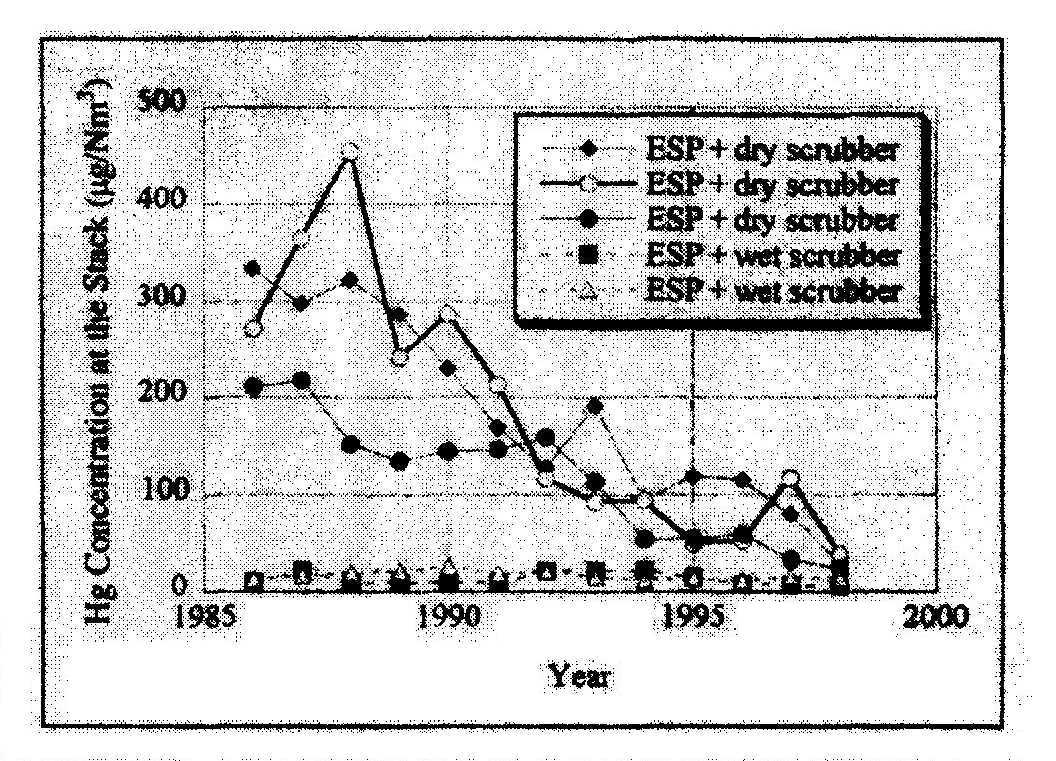 Hg Concentration at the Stack (µg/Nm³)
500
400
300
200
100
0
ESP + dry scrubber
ESP + dry scrubber
ESP + dry scrubber
ESP + wet scrubber
ESP + wet scrubber
1985
1990
1995
2000
Year